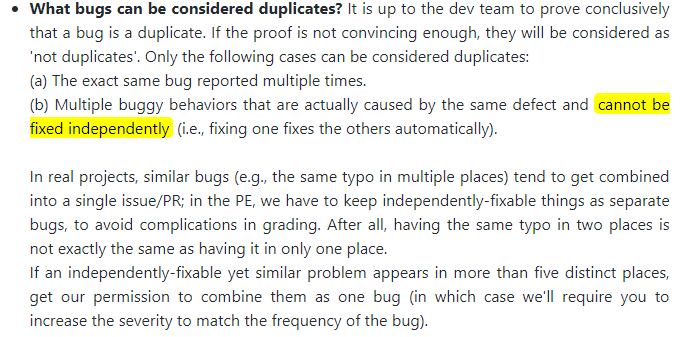 • What bugs can be considered duplicates? It is up to the dev team to prove conclusively
that a bug is a duplicate. If the proof is not convincing enough, they will be considered as
'not duplicates'. Only the following cases can be considered duplicates:
(a) The exact same bug reported multiple times.
(b) Multiple buggy behaviors that are actually caused by the same defect and cannot be
fixed independently (i.e., fixing one fixes the others automatically).
In real projects, similar bugs (e.g., the same typo in multiple places) tend to get combined
into a single issue/PR; in the PE, we have to keep independently-fixable things as separate
bugs, to avoid complications in grading. After all, having the same typo in two places is
not exactly the same as having it in only one place.
If an independently-fixable yet similar problem appears in more than five distinct places,
get our permission to combine them as one bug (in which case we'll require you to
increase the severity to match the frequency of the bug).